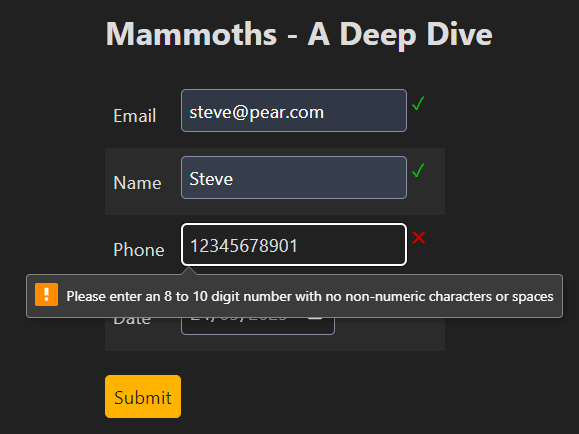 Mammoths - A Deep Dive
Email steve@pear.com ✓
Name Steve ✓
Phone 12345678901 ✕
! Please enter an 8 to 10 digit number with no non-numeric characters or spaces
Date
Submit